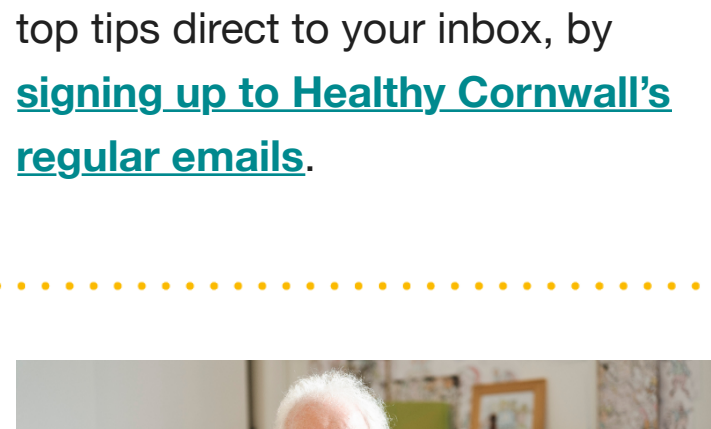 top tips direct to your inbox, by
signing up to Healthy Cornwall’s
regular emails.